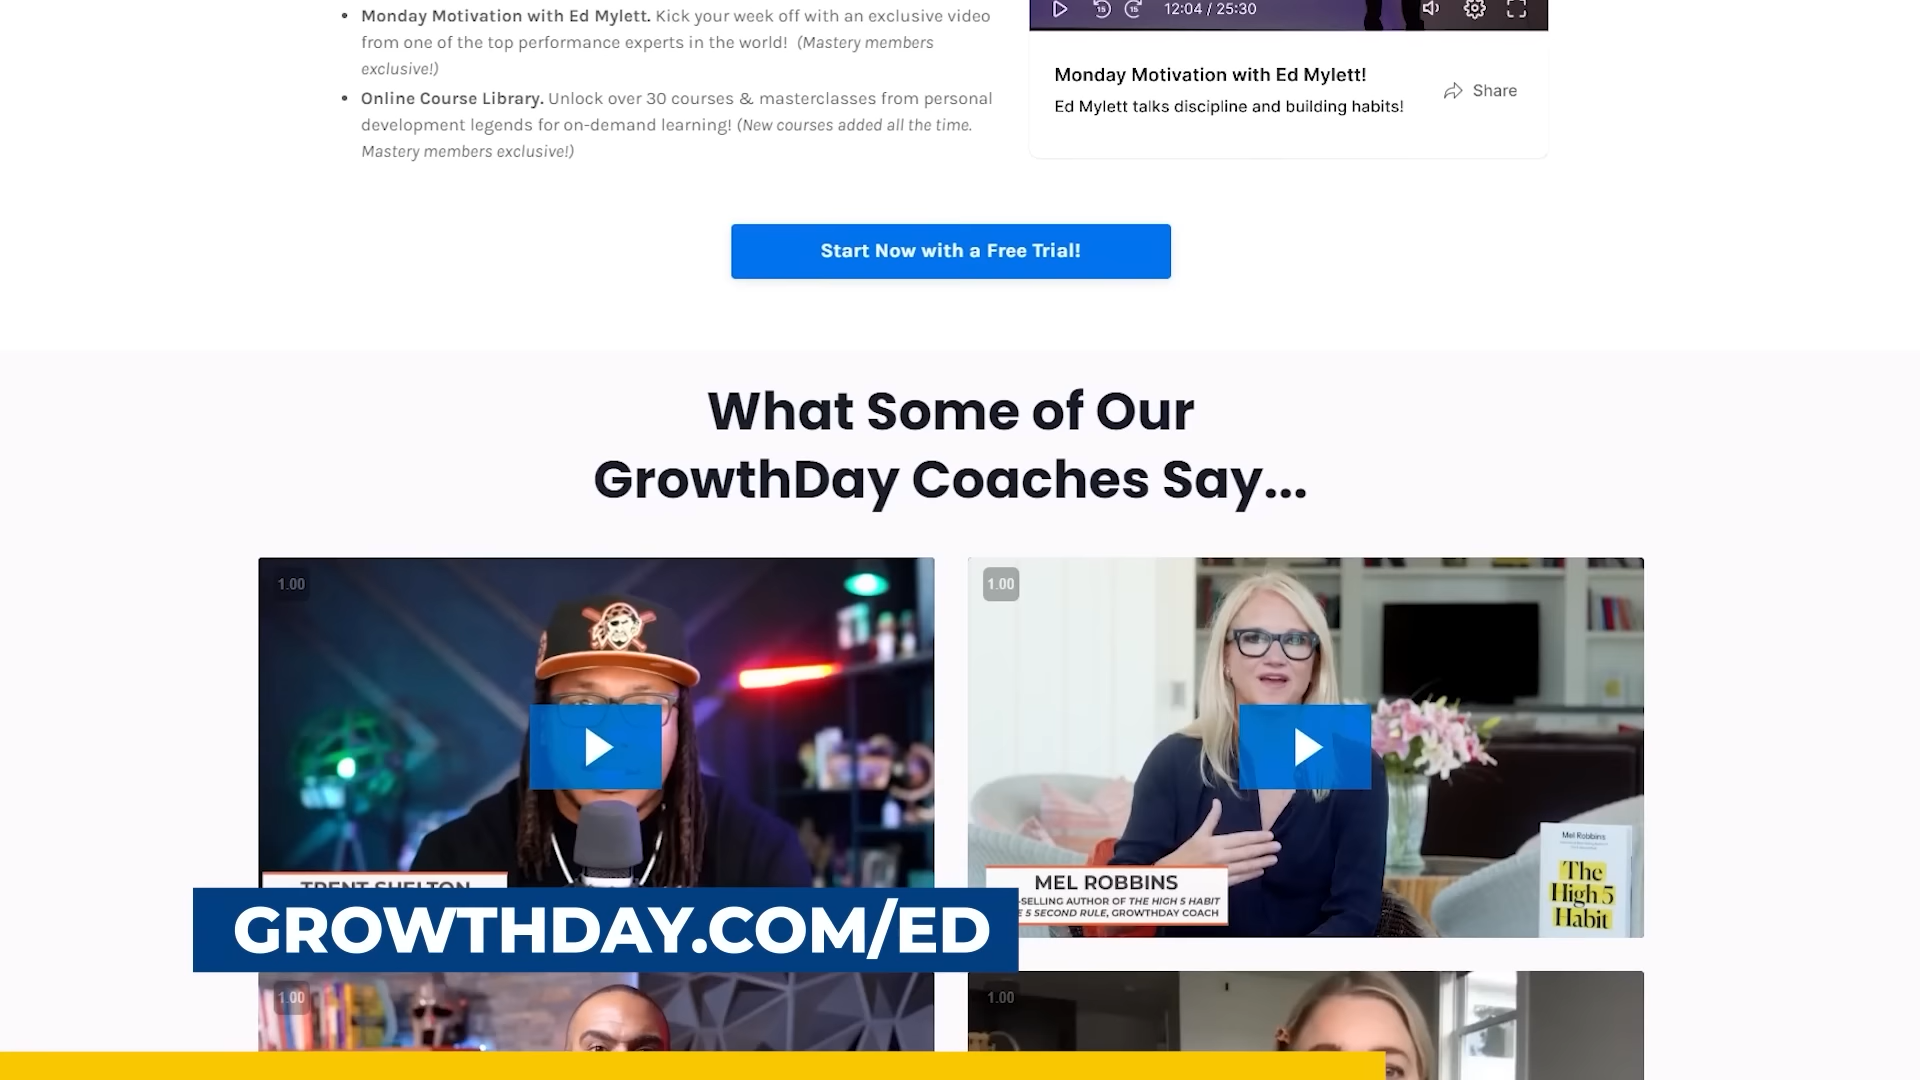 Monday Motivation with Ed Mylett. Kick your week off with an exclusive video
from one of the top performance experts in the world! (Mastery members
exclusive!)
Online Course Library. Unlock over 30 courses & masterclasses from personal
development legends for on-demand learning! (New courses added all the time.
Mastery members exclusive!)
15 15 12:04 / 25:30
Monday Motivation with Ed Mylett!
Ed Mylett talks discipline and building habits!
Share
Start Now with a Free Trial!
What Some of Our
GrowthDay Coaches Say...
1.00
TRENT SHELTON
1.00
MEL ROBBINS
-SELLING AUTHOR OF THE HIGH 5 HABIT
5 SECOND RULE, GROWTHDAY COACH
Mel Robbins
The
High 5
Habit
GROWTHDAY.COM/ED
1.00
1.00